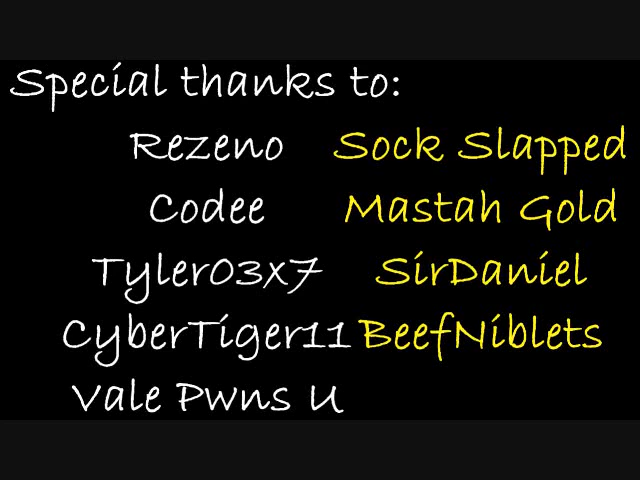 Special thanks to:
Rezeno Sock Slapped
Codee Mastah Gold
Tyler03x7 SirDaniel
CyberTiger11 BeefNiblets
Vale Pwns U